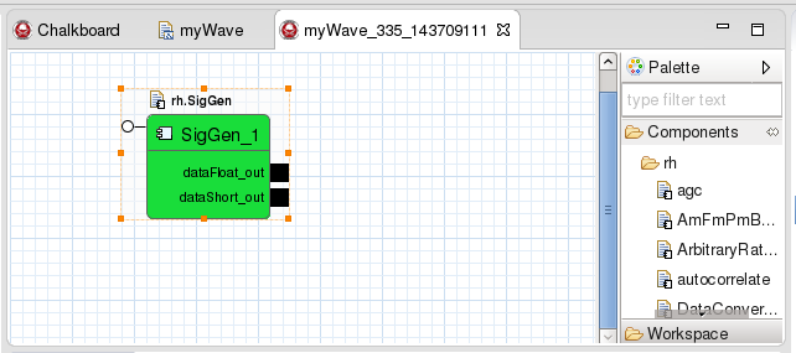 Chalkboard myWave myWave_335_143709111
Palette
type filter text
Components
rh
agc
AmFmPmB...
ArbitraryRat...
autocorrelate
DataConver...
Workspace
rh.SigGen
SigGen_1
dataFloat_out
dataShort_out